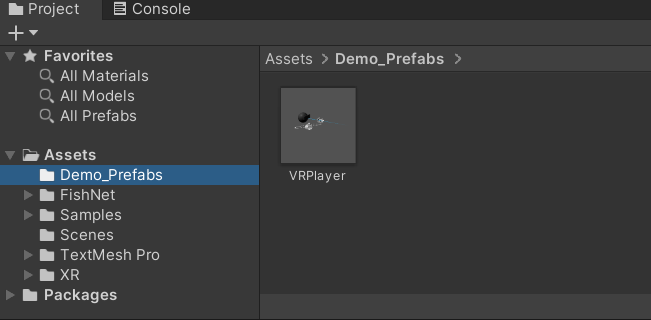 Project Console
Favorites
All Materials
All Models
All Prefabs
Assets
Demo_Prefabs
FishNet
Samples
Scenes
TextMesh Pro
XR
Packages
Assets > Demo_Prefabs >
VRPlayer